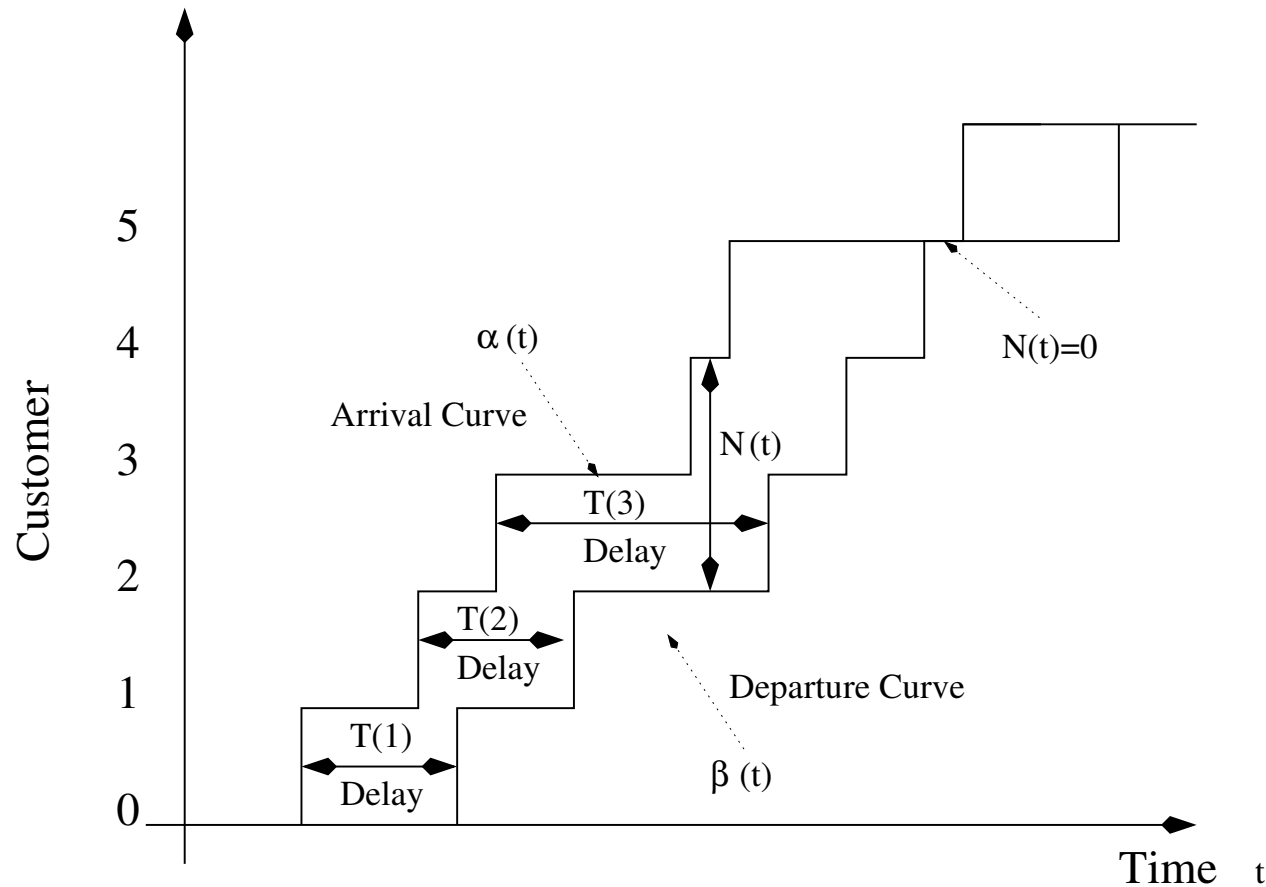 5
α (t)
4
N(t)=0
Arrival Curve
N(t)
3
T(3)
Delay
Customer
2
T(2)
Delay
1
Departure Curve
T(1)
β (t)
Delay
0
Time t